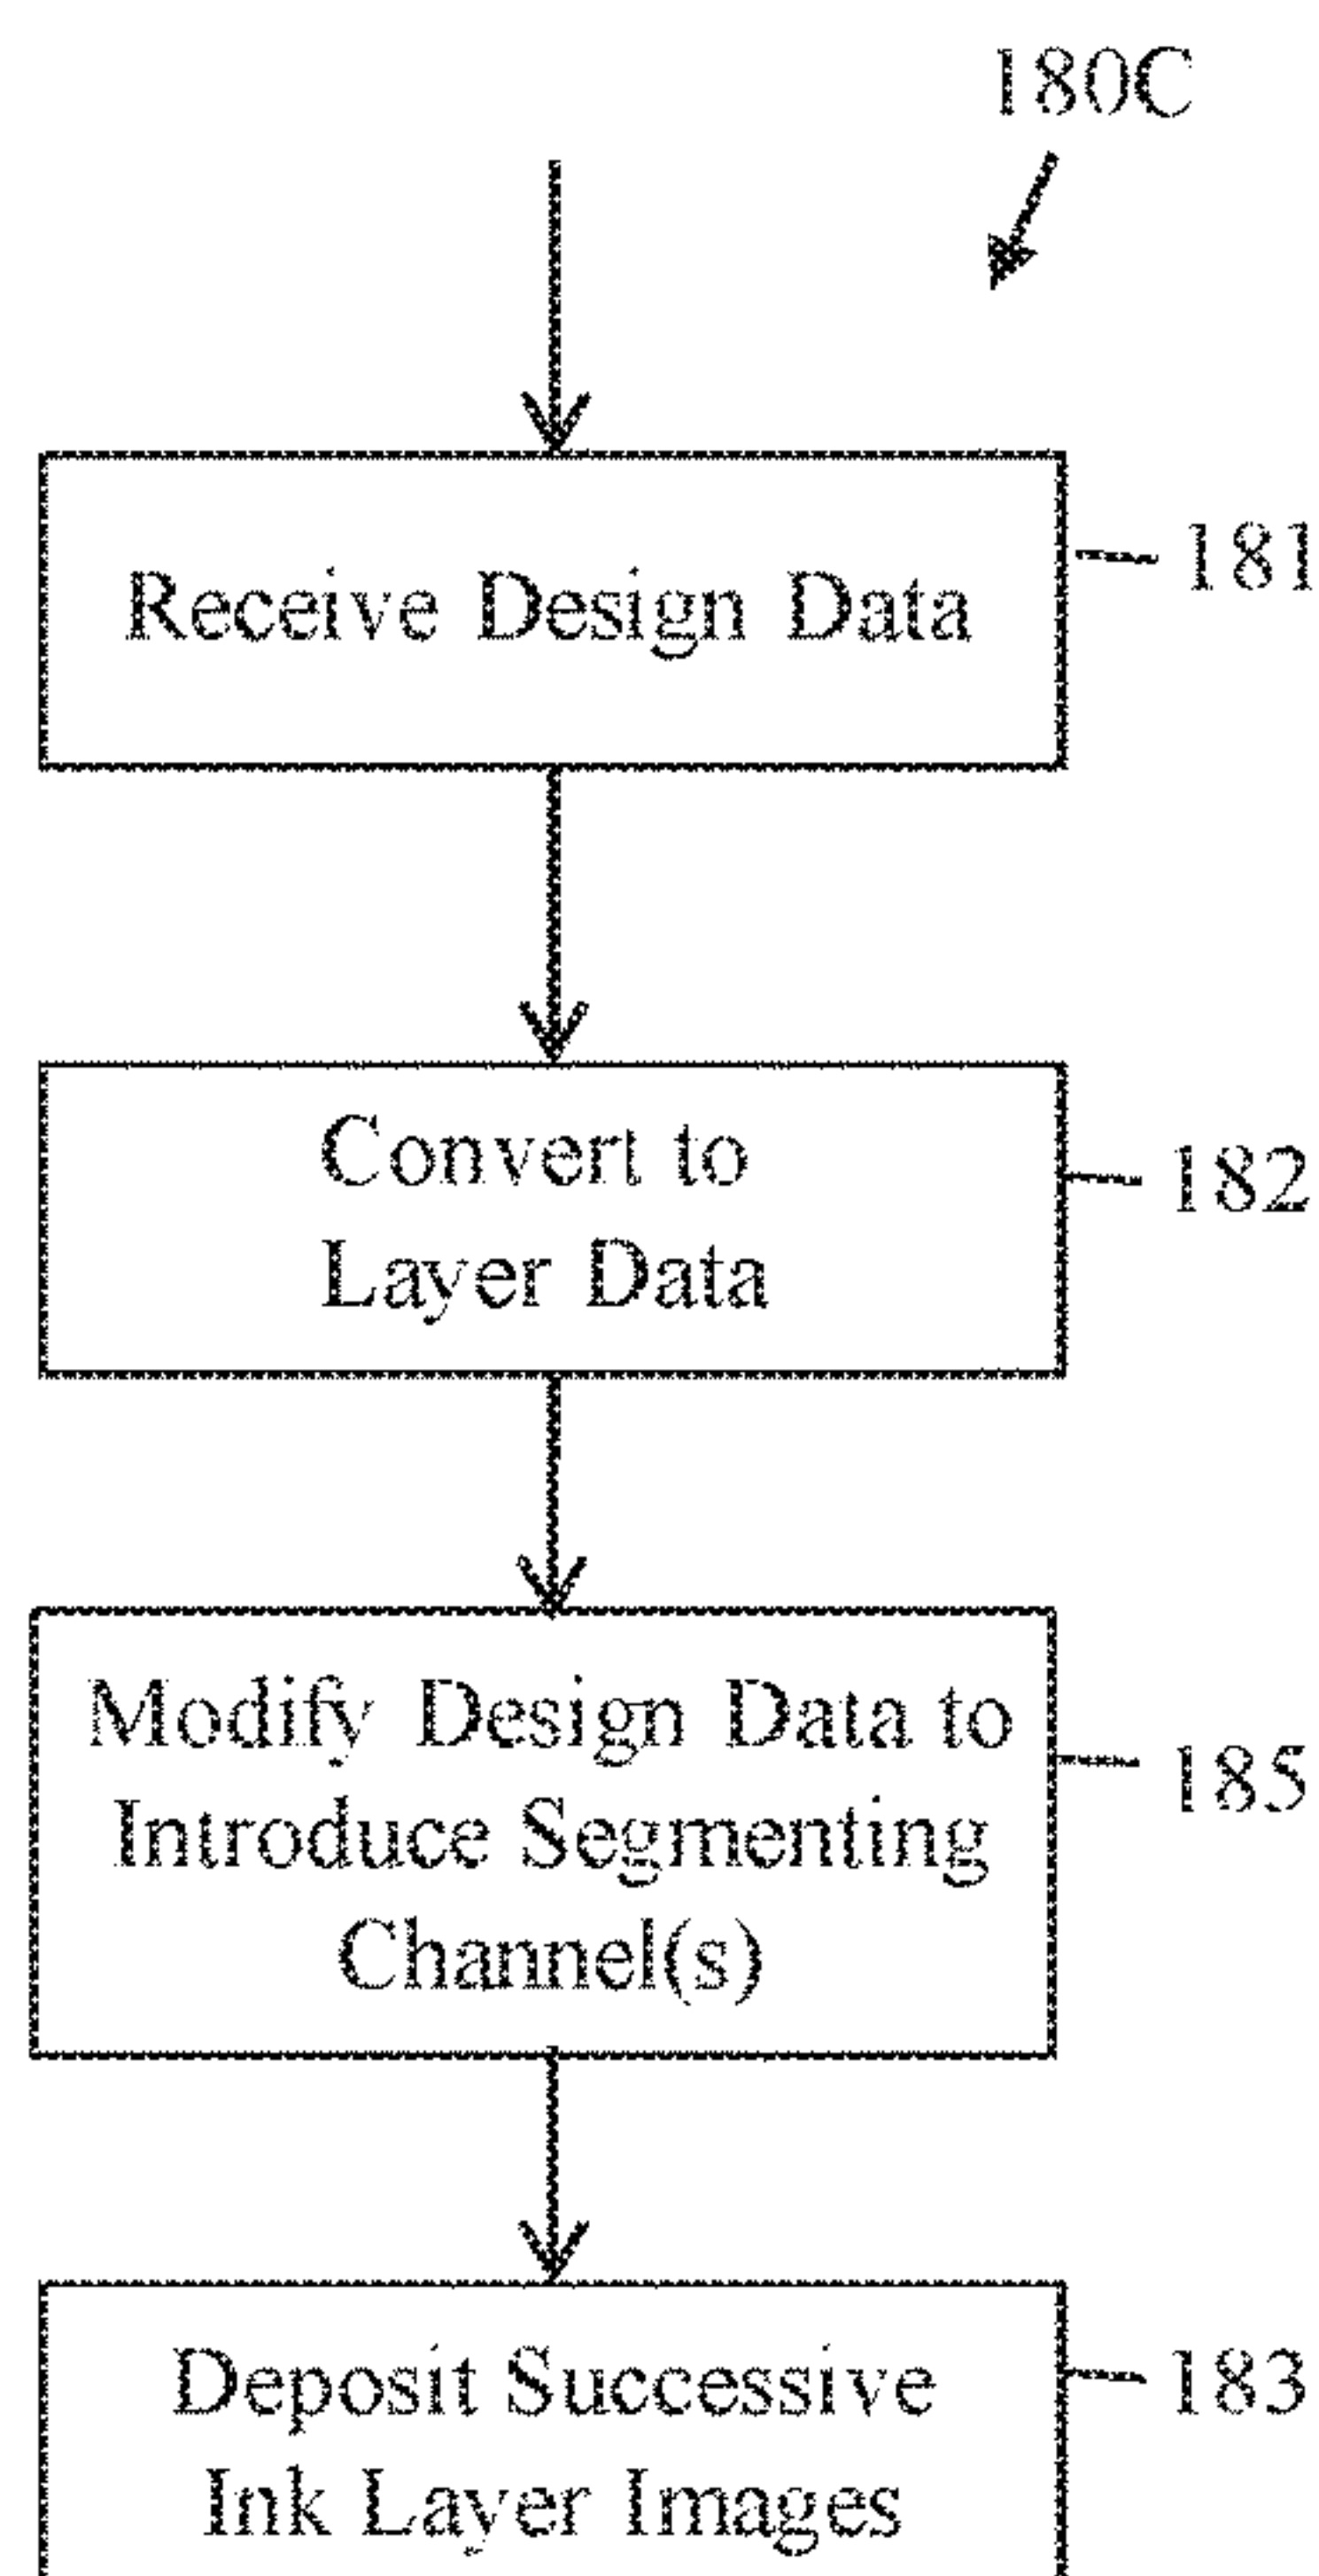 180C
Receive Design Data
181
Convert to
Layer Data
182
Modify Design Data to
Introduce Segmenting
Channel(s)
185
Deposit Successive
Ink Layer Images
183